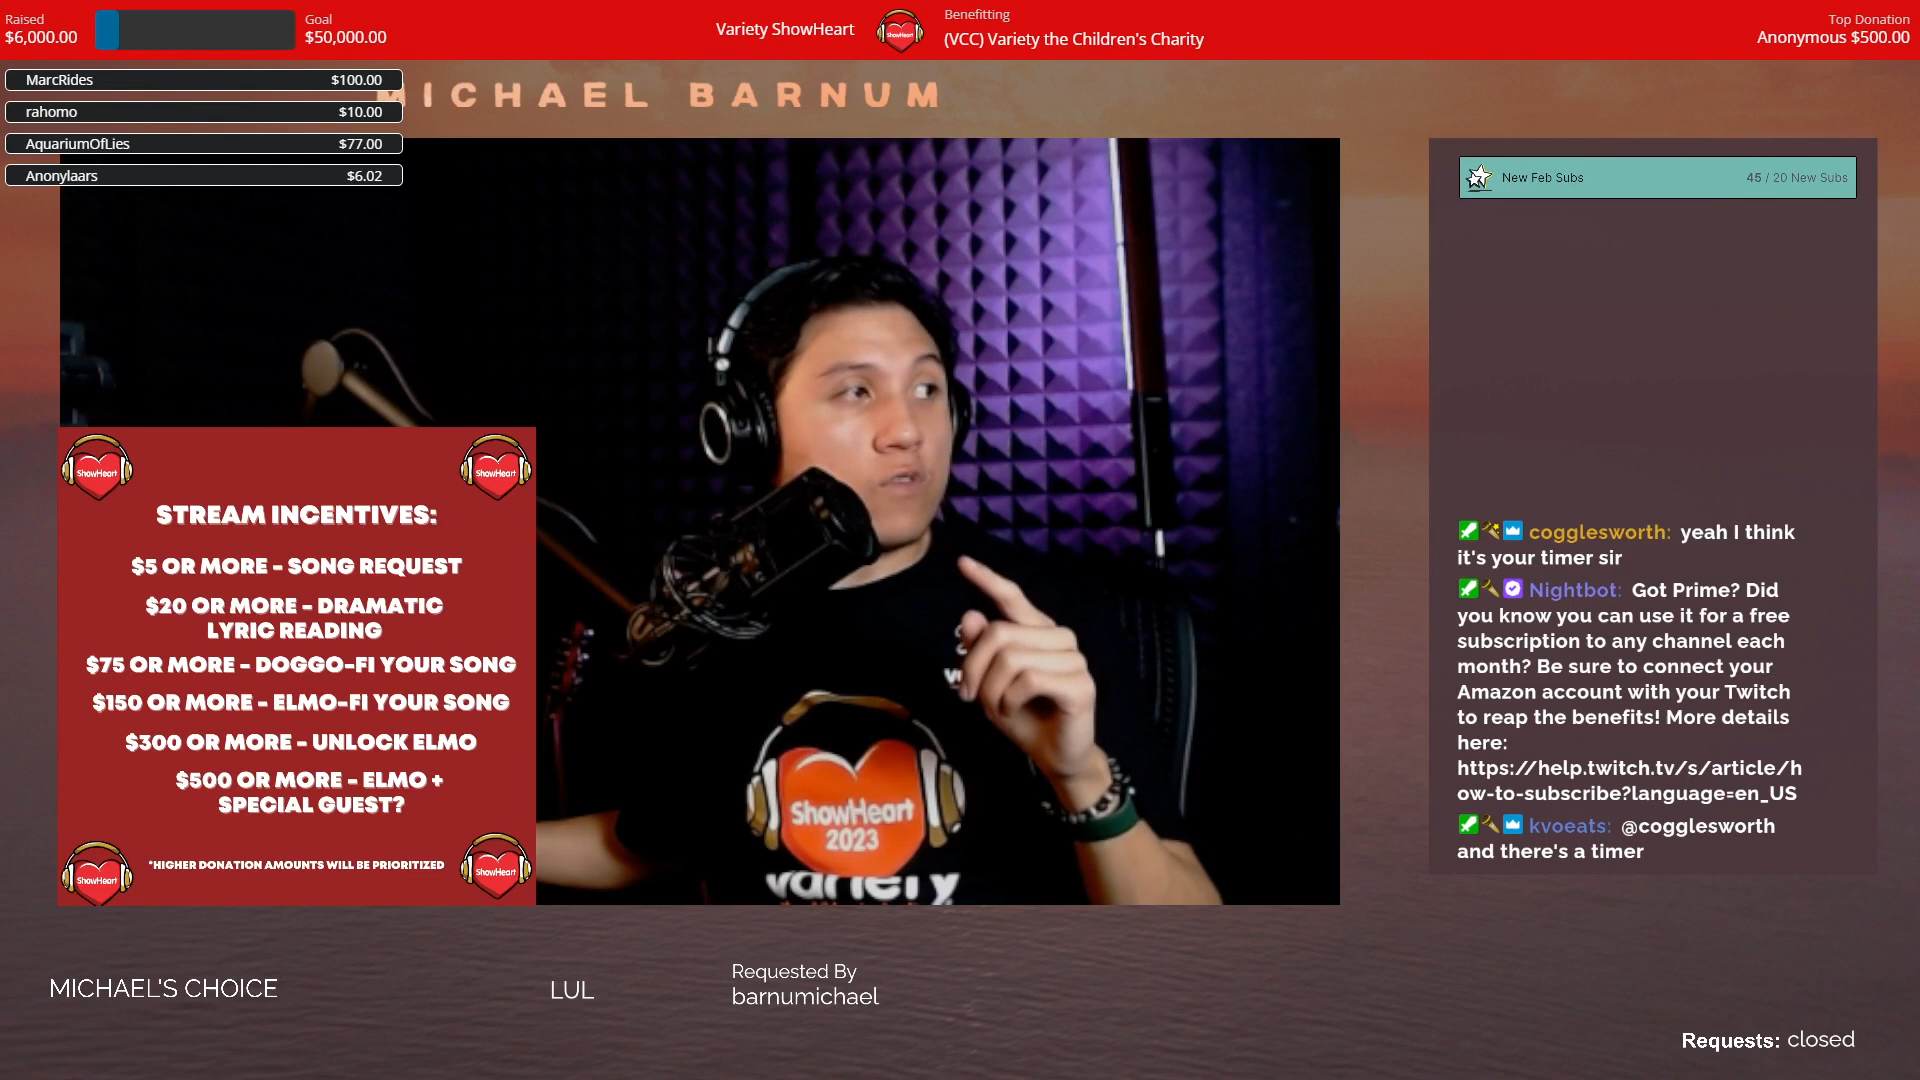 Raised
$6,000.00
Goal
$50,000.00
Variety ShowHeart
ShowHeart
Benefitting
(VCC) Variety the Children's Charity
Top Donation
Anonymous $500.00
MarcRides $100.00
rahomo $10.00
AquariumOfLies $77.00
Anonylaars $6.02
MICHAEL BARNUM
New Feb Subs 45 / 20 New Subs
ShowHeart
ShowHeart
STREAM INCENTIVES:
$5 OR MORE - SONG REQUEST
$20 OR MORE - DRAMATIC
LYRIC READING
$75 OR MORE - DOGGO-FI YOUR SONG
$150 OR MORE - ELMO-FI YOUR SONG
$300 OR MORE - UNLOCK ELMO
$500 OR MORE - ELMO +
SPECIAL GUEST?
*HIGHER DONATION AMOUNTS WILL BE PRIORITIZED
ShowHeart
ShowHeart
ShowHeart
2023
variety
cogglesworth: yeah I think
it's your timer sir
Nightbot: Got Prime? Did
you know you can use it for a free
subscription to any channel each
month? Be sure to connect your
Amazon account with your Twitch
to reap the benefits! More details
here:
https://help.twitch.tv/s/article/h
ow-to-subscribe?language=en_US
kvoeats: @cogglesworth
and there's a timer
MICHAEL'S CHOICE
LUL
Requested By
barnumichael
Requests: closed